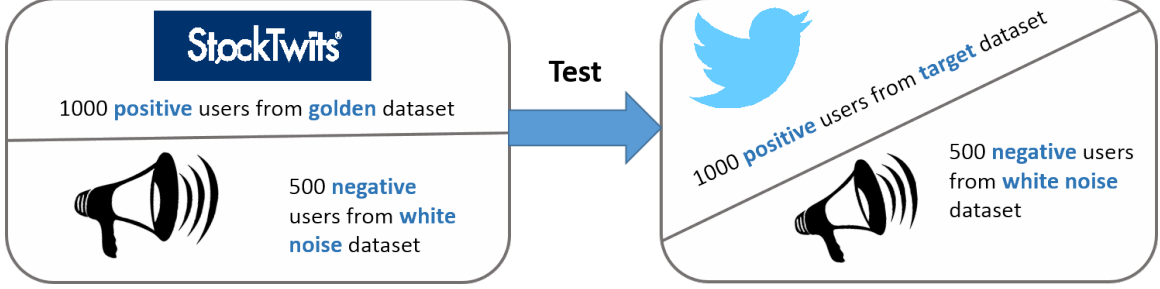 StockTwits®
1000 positive users from golden dataset
500 negative
users from white
noise dataset
Test
1000 positive users from target dataset
500 negative users
from white noise
dataset